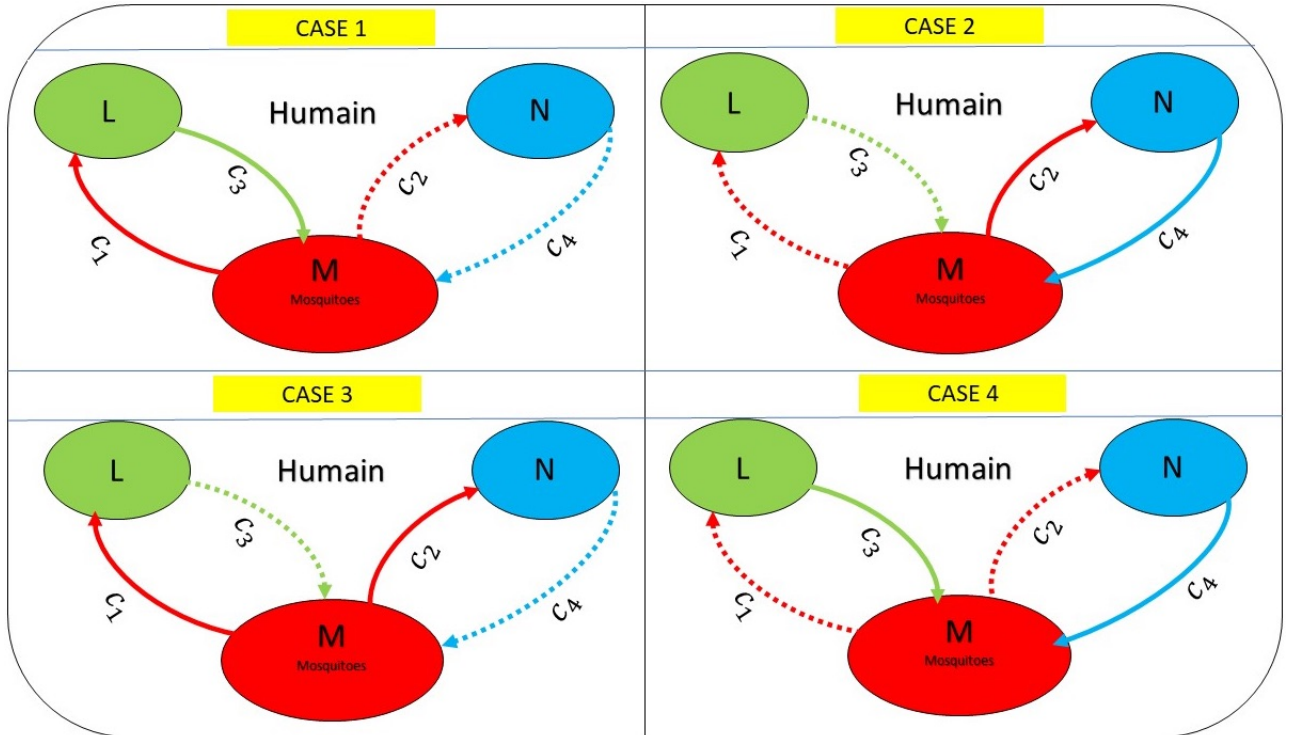 CASE 1
L
Humain
N
c₃
c₂
c₁
c₄
M
Mosquitoes
CASE 2
L
Humain
N
c₃
c₂
c₁
c₄
M
Mosquitoes
CASE 3
L
Humain
N
c₃
c₂
c₁
c₄
M
Mosquitoes
CASE 4
L
Humain
N
c₃
c₂
c₁
c₄
M
Mosquitoes